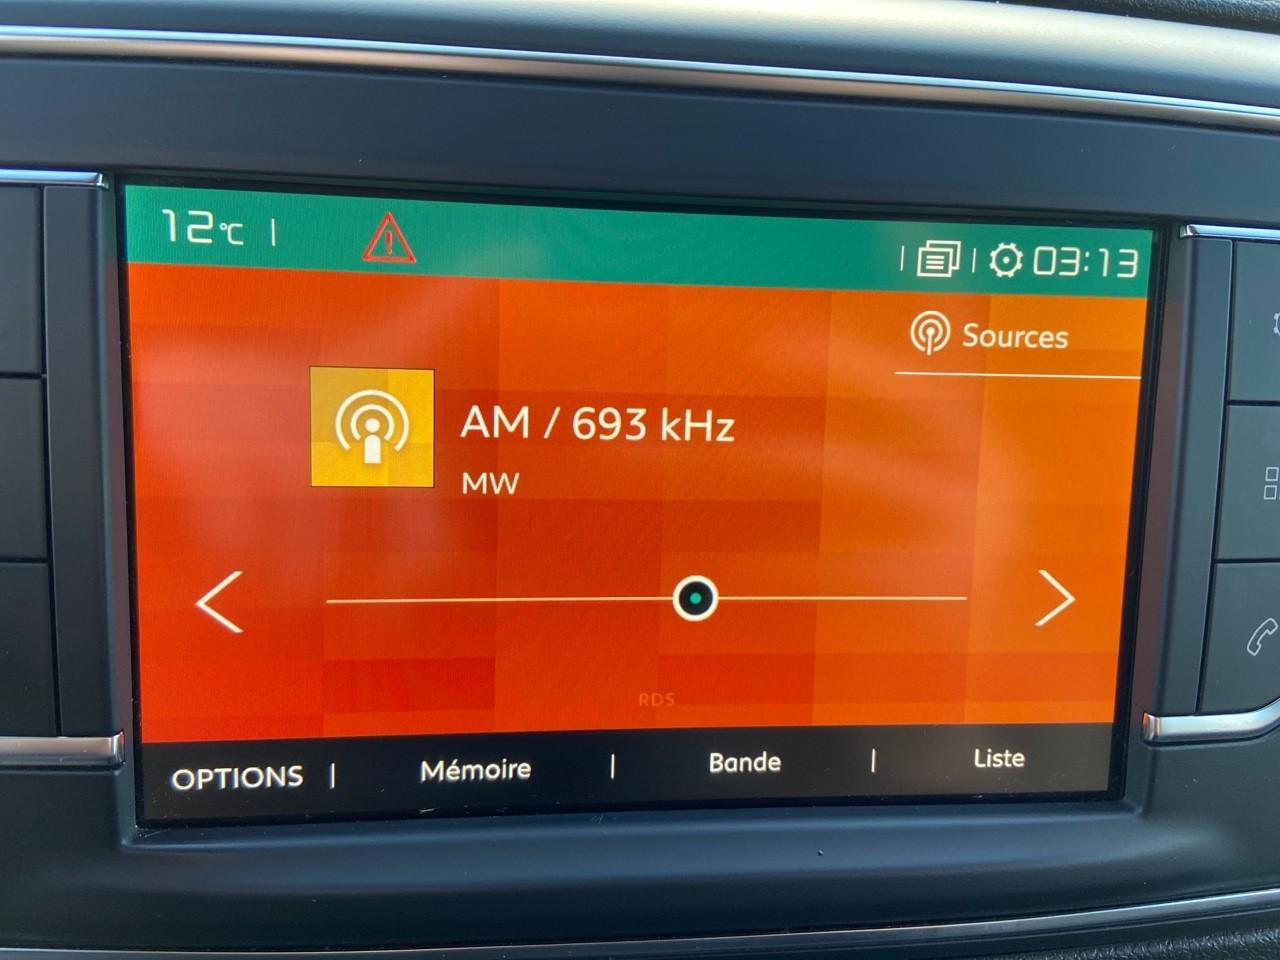 12°C
03:13
Sources
AM / 693 kHz
MW
RDS
OPTIONS | Mémoire | Bande | Liste